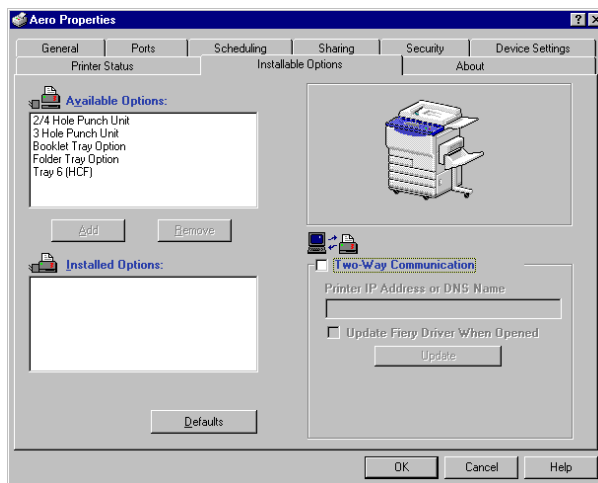 Aero Properties
General Ports Scheduling Sharing Security Device Settings
Printer Status Installable Options About
Available Options:
2/4 Hole Punch Unit
3 Hole Punch Unit
Booklet Tray Option
Folder Tray Option
Tray 6 (HCF)
Add Remove
Installed Options:
Defaults
Two-Way Communication
Printer IP Address or DNS Name
Update Fiery Driver When Opened
Update
OK Cancel Help